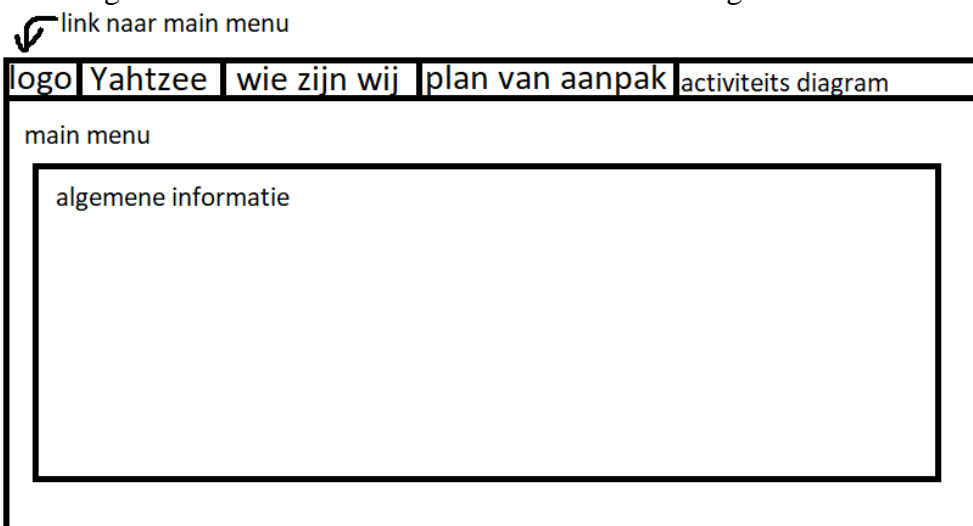 link naar main menu
logo Yahtzee wie zijn wij plan van aanpak activiteits diagram
main menu
algemene informatie